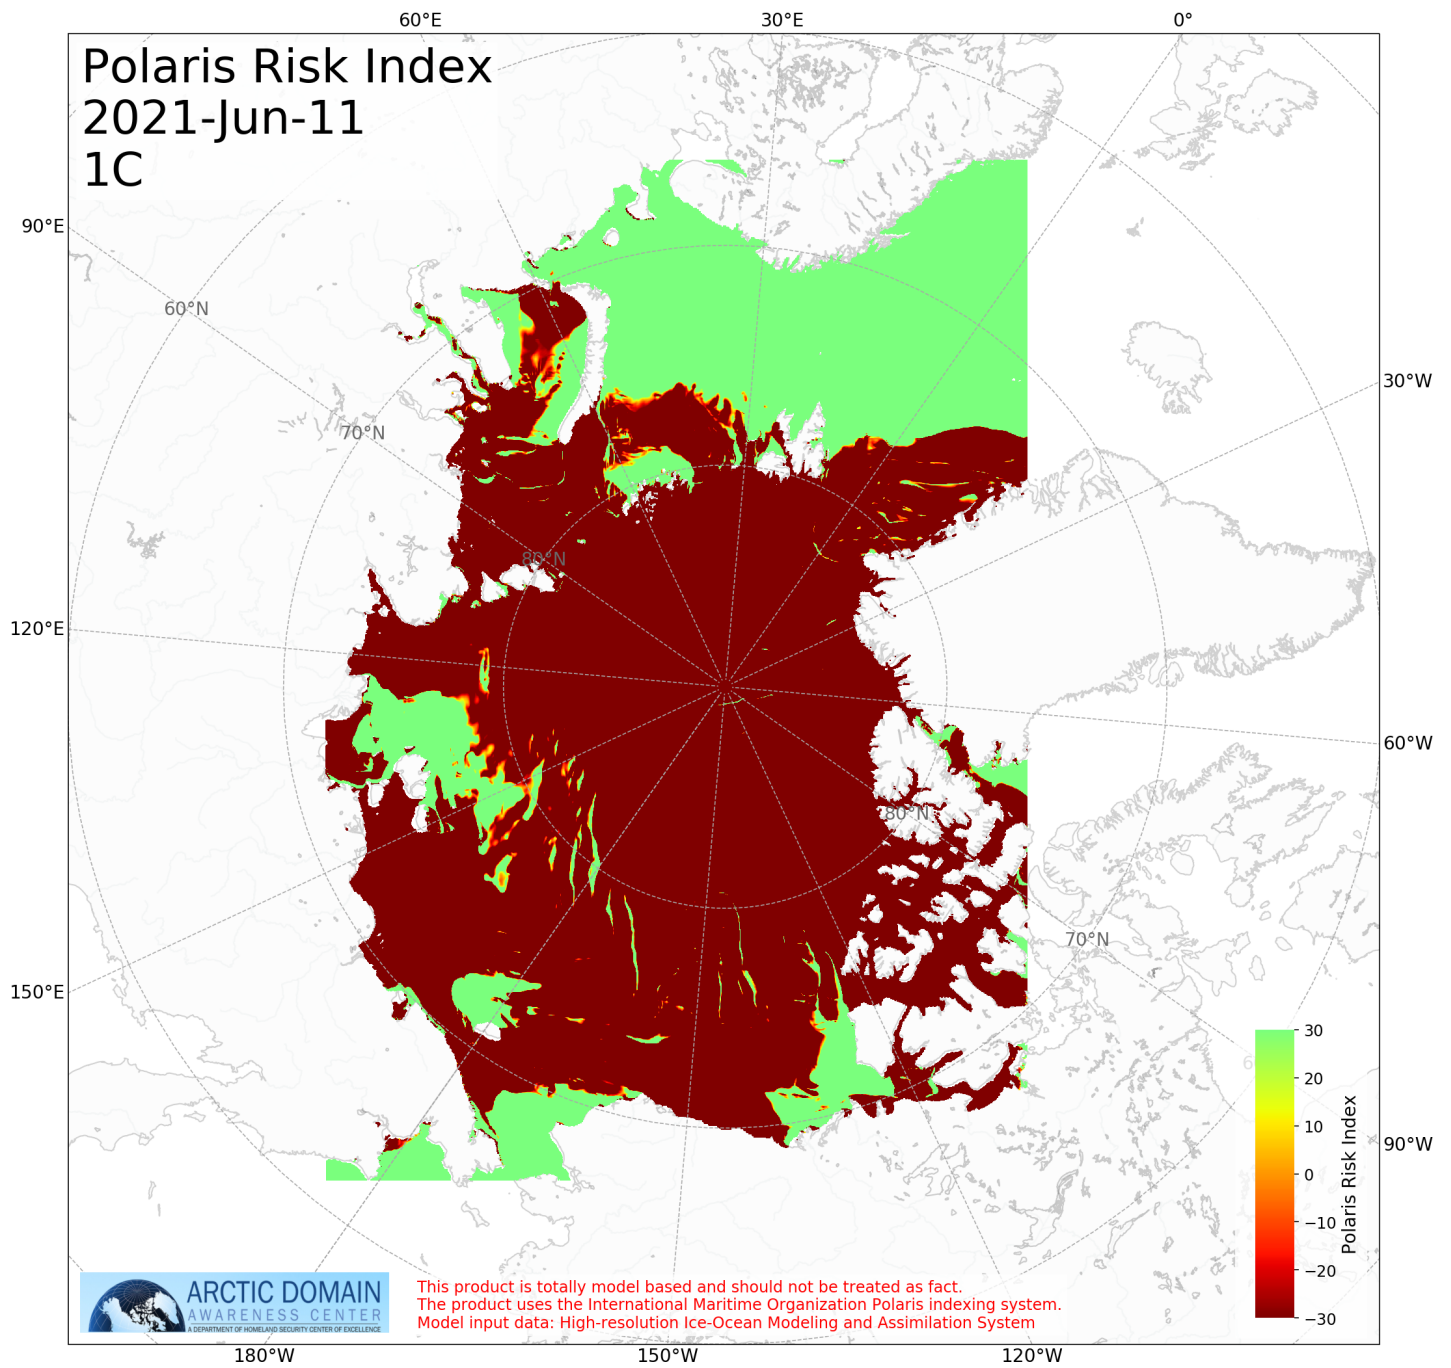 60°E 30°E 0°
Polaris Risk Index
2021-Jun-11
1C
90°E
60°N
30°W
70°N
80°N
120°E
60°W
80°N
70°N
150°E
30
20
10
0
−10
−20
−30
Polaris Risk Index
90°W
ARCTIC DOMAIN
AWARENESS CENTER
A DEPARTMENT OF HOMELAND SECURITY CENTER OF EXCELLENCE
This product is totally model based and should not be treated as fact.
The product uses the International Maritime Organization Polaris indexing system.
Model input data: High-resolution Ice-Ocean Modeling and Assimilation System
180°W 150°W 120°W